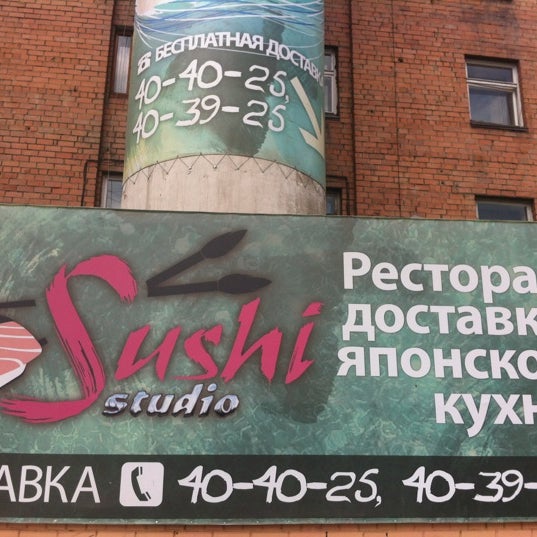 БЕСПЛАТНАЯ ДОСТАВК
40-40-25,
40-39-25
Sushi
studio
Рестора
доставк
японско
кухн
АВКА 40-40-25, 40-39-